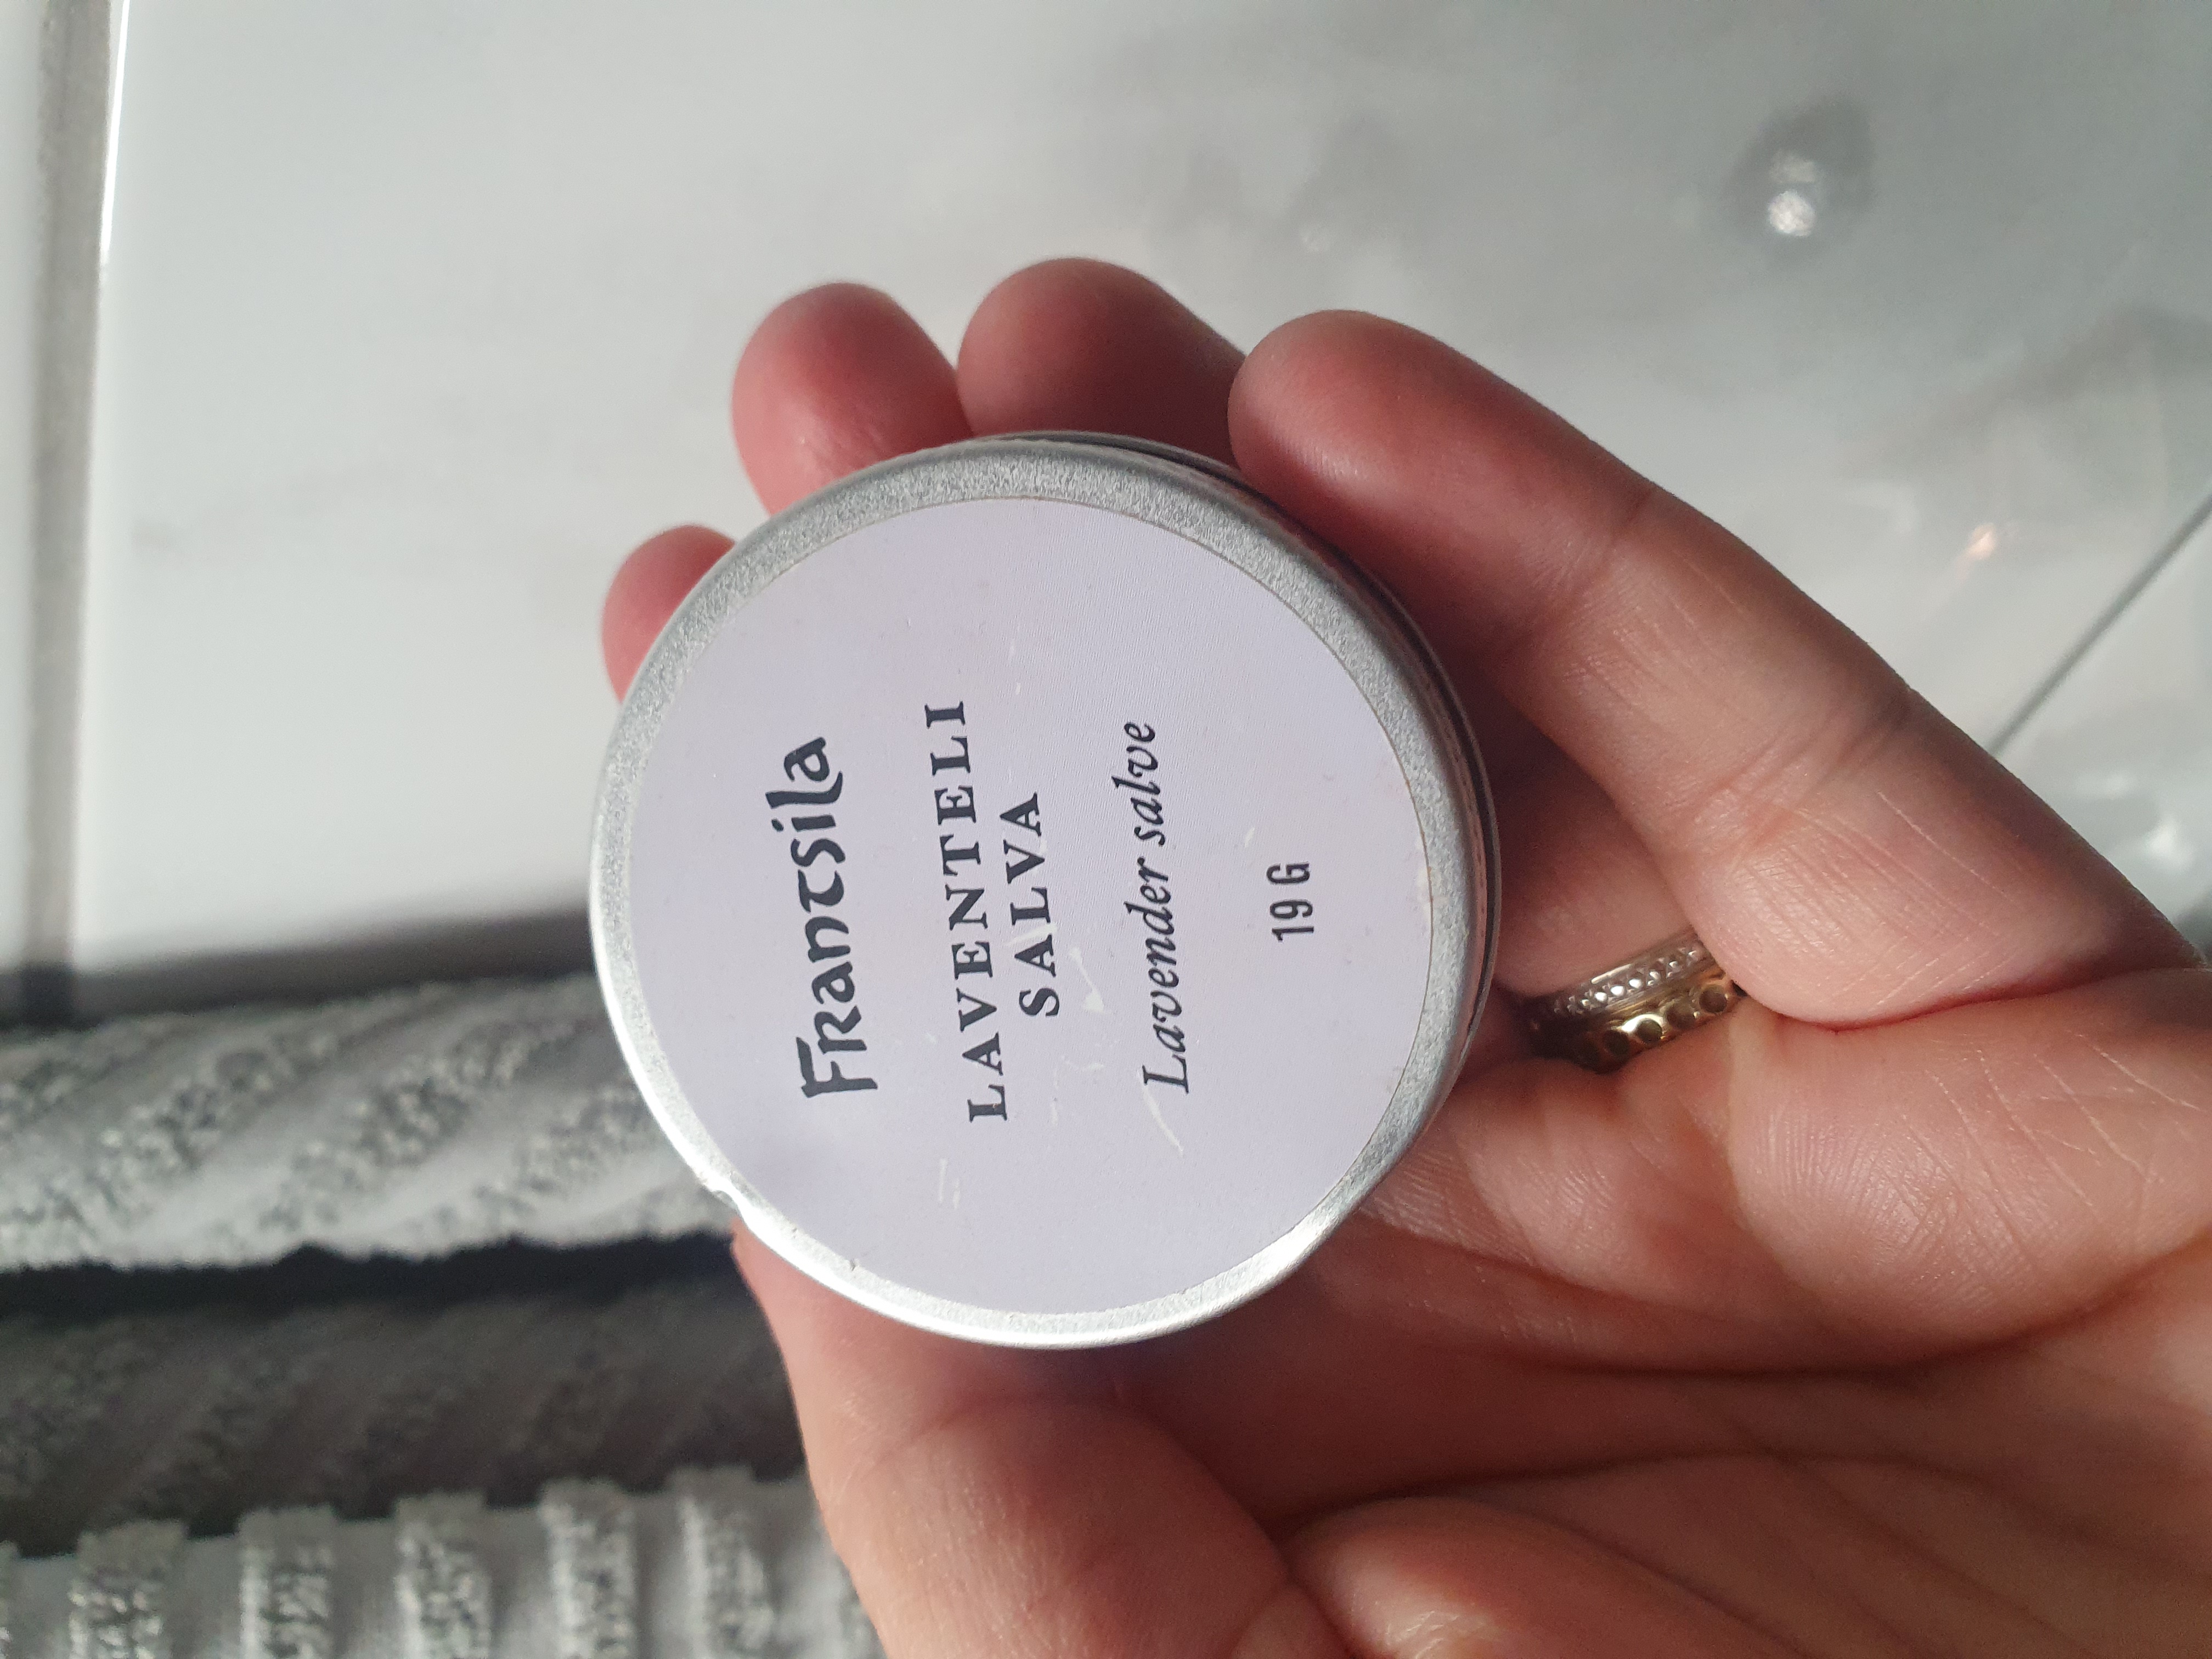 Frantsila
LAVENTELI
SALVA
Lavender salve
19 G